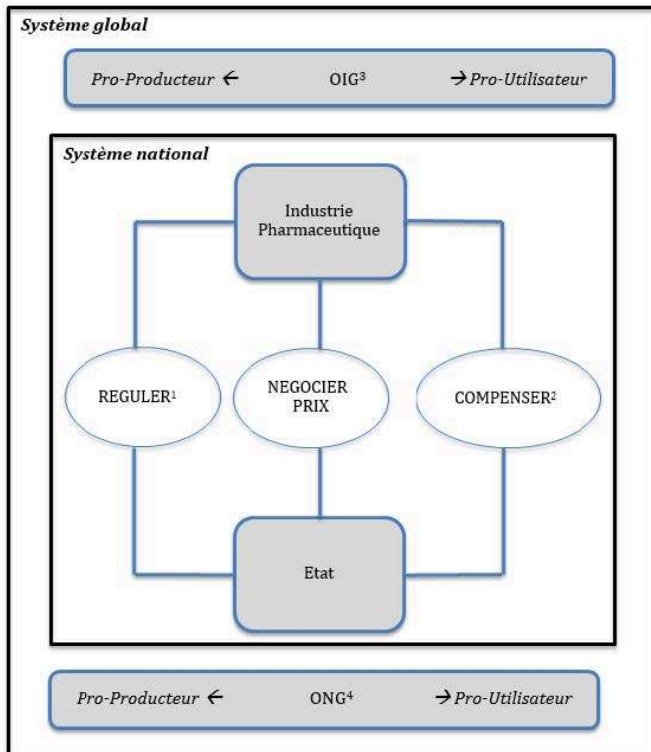 Système global
Pro-Producteur ← OIG³ → Pro-Utilisateur
Système national
Industrie
Pharmaceutique
REGULER¹
NEGOCIER
PRIX
COMPENSER²
Etat
Pro-Producteur ← ONG⁴ → Pro-Utilisateur